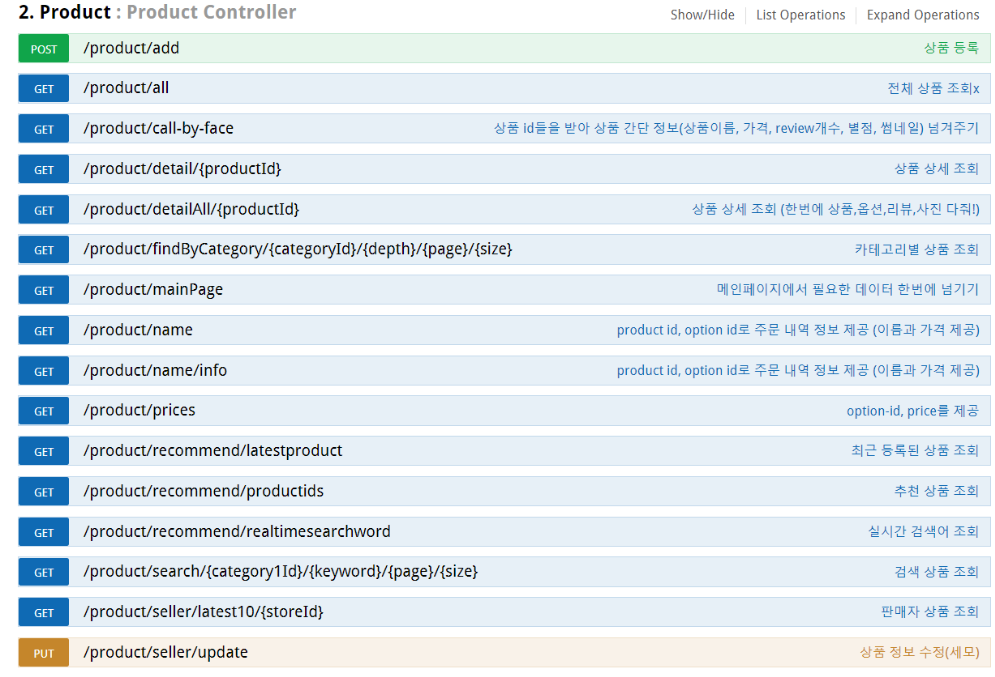 2. Product : Product Controller Show/Hide List Operations Expand Operations
POST /product/add 상품 등록
GET /product/all 전체 상품 조회x
GET /product/call-by-face 상품 id들을 받아 상품 간단 정보(상품이름, 가격, review개수, 별점, 썸네일) 넘겨주기
GET /product/detail/{productId} 상품 상세 조회
GET /product/detailAll/{productId} 상품 상세 조회 (한번에 상품,옵션,리뷰,사진 다줘!)
GET /product/findByCategory/{categoryId}/{depth}/{page}/{size} 카테고리별 상품 조회
GET /product/mainPage 메인페이지에서 필요한 데이터 한번에 넘기기
GET /product/name product id, option id로 주문 내역 정보 제공 (이름과 가격 제공)
GET /product/name/info product id, option id로 주문 내역 정보 제공 (이름과 가격 제공)
GET /product/prices option-id, price를 제공
GET /product/recommend/latestproduct 최근 등록된 상품 조회
GET /product/recommend/productids 추천 상품 조회
GET /product/recommend/realtimesearchword 실시간 검색어 조회
GET /product/search/{category1Id}/{keyword}/{page}/{size} 검색 상품 조회
GET /product/seller/latest10/{storeId} 판매자 상품 조회
PUT /product/seller/update 상품 정보 수정(세모)